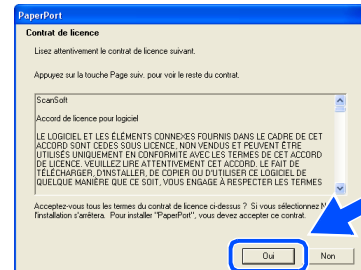 PaperPort
Contrat de licence
Lisez attentivement le contrat de licence suivant.
Appuyez sur la touche Page suiv. pour voir le reste du contrat.
ScanSoft
Accord de licence pour logiciel
LE LOGICIEL ET LES ÉLÉMENTS CONNEXES FOURNIS DANS LE CADRE DE CET
ACCORD SONT CEDES SOUS LICENCE, NON VENDUS ET PEUVENT ÊTRE
UTILISÉS UNIQUEMENT EN CONFORMITE AVEC LES TERMES DE CET ACCORD
DE LICENCE. VEUILLEZ LIRE ATTENTIVEMENT CET ACCORD. LE FAIT DE
TÉLÉCHARGER, D'INSTALLER, DE COPIER OU D'UTILISER CE LOGICIEL DE
QUELQUE MANIÈRE QUE CE SOIT, VOUS ENGAGE À RESPECTER LES TERMES
Acceptez-vous tous les termes du contrat de licence ci-dessus ? Si vous sélectionnez
l'installation s'arrêtera. Pour installer "PaperPort", vous devez accepter ce contrat.
Oui
Non